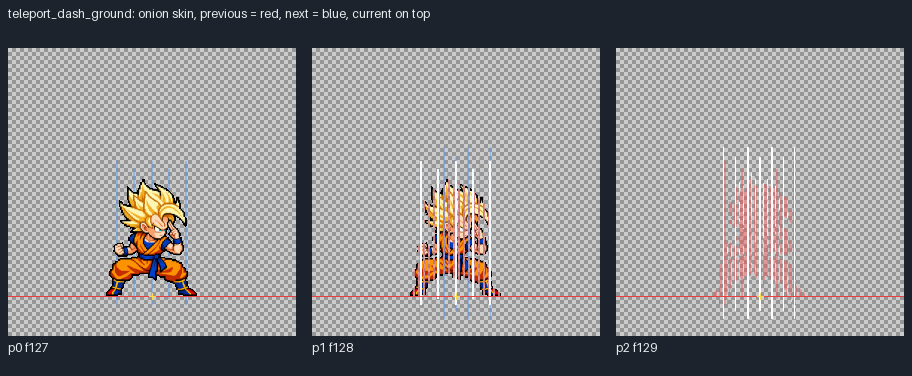 teleport_dash_ground: onion skin, previous = red, next = blue, current on top
p0 f127
p1 f128
p2 f129